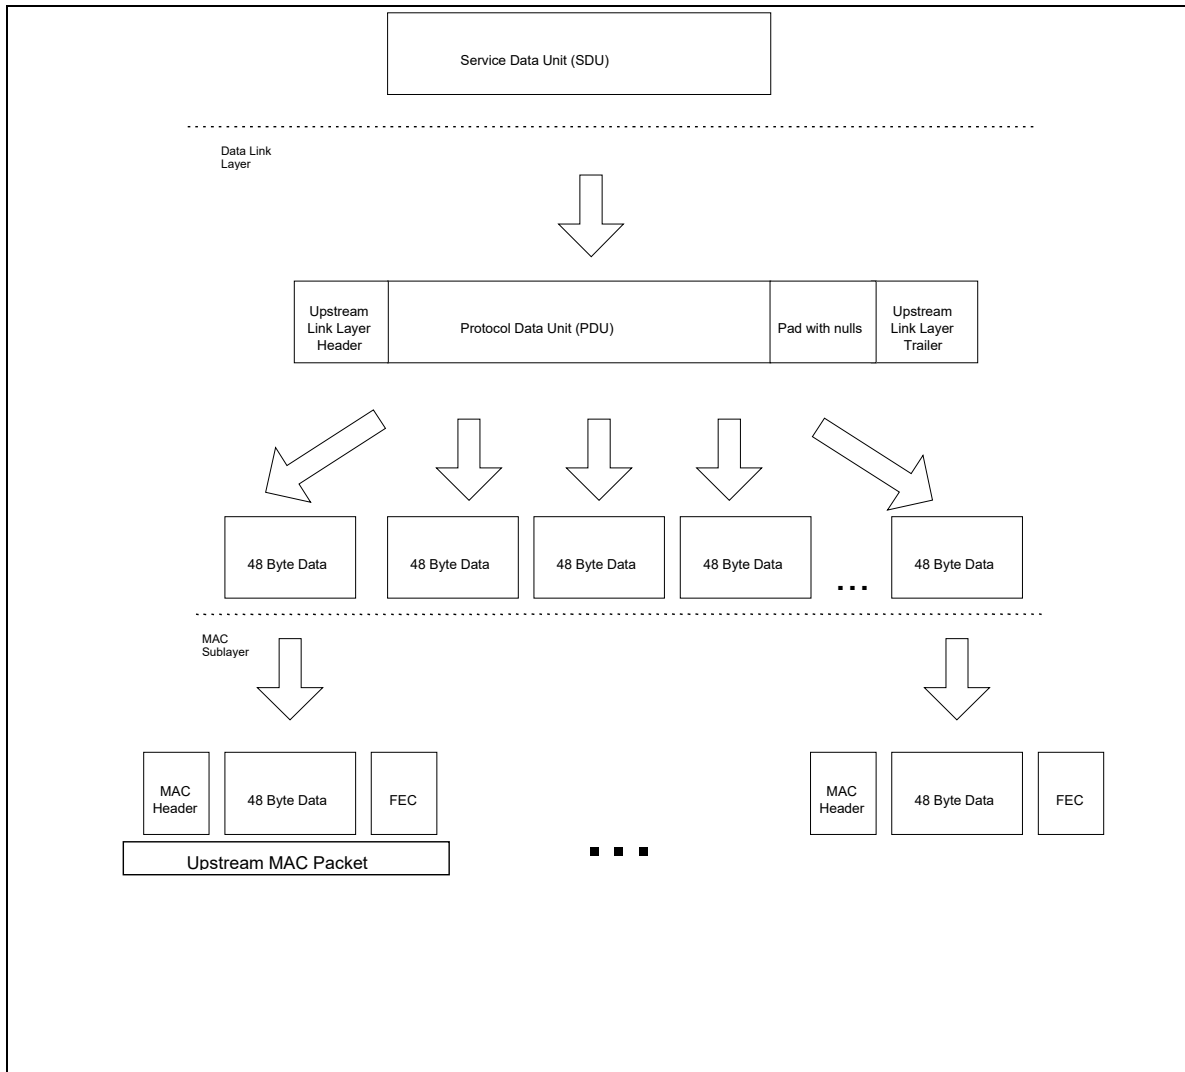 Service Data Unit (SDU)
Data Link
Layer
Upstream
Link Layer
Header
Protocol Data Unit (PDU)
Pad with nulls
Upstream
Link Layer
Trailer
48 Byte Data
48 Byte Data
48 Byte Data
48 Byte Data
...
48 Byte Data
MAC
Sublayer
MAC
Header
48 Byte Data
FEC
MAC
Header
48 Byte Data
FEC
Upstream MAC Packet
...